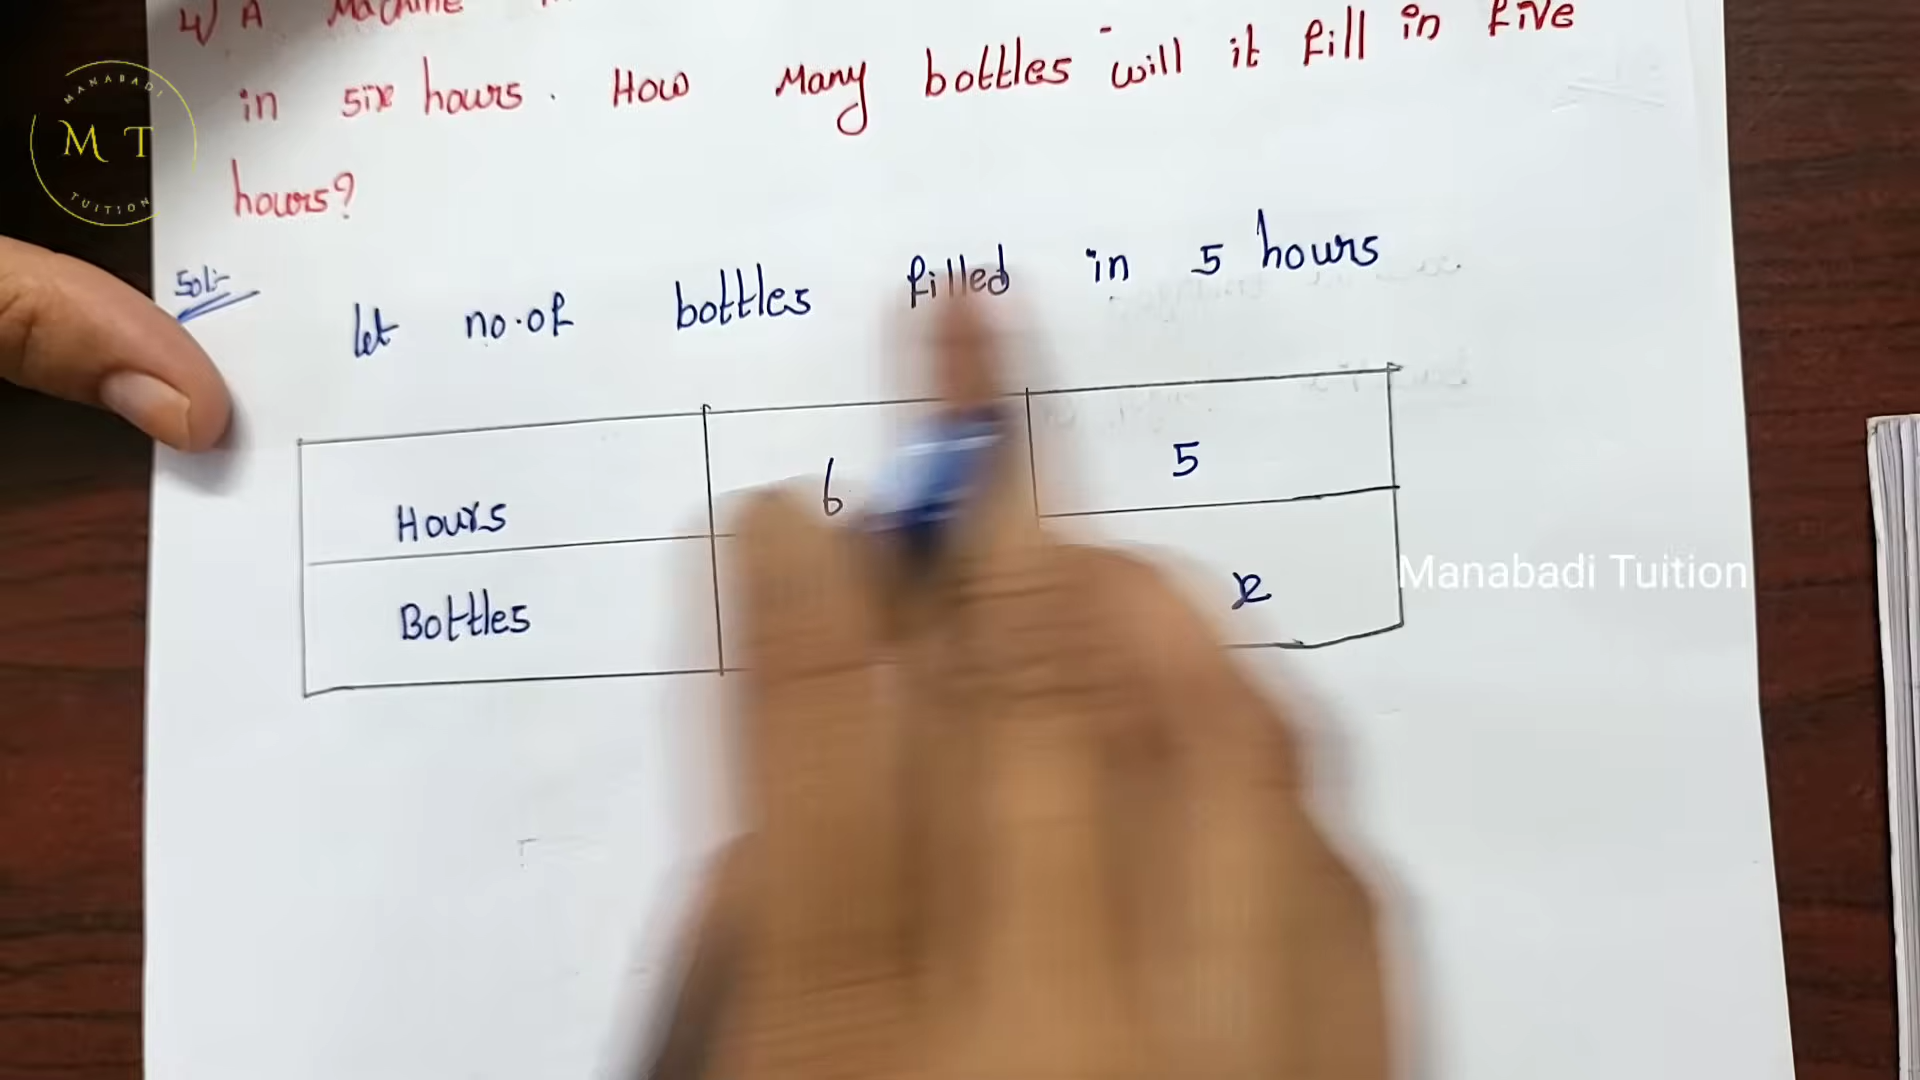 4) A Machine
in six hours. How Many bottles will it fill in five
hours?
Sol:-
let no.of bottles filled in 5 hours
Hours 6 5
Bottles x
MANABADI
M T
TUITION
Manabadi Tuition